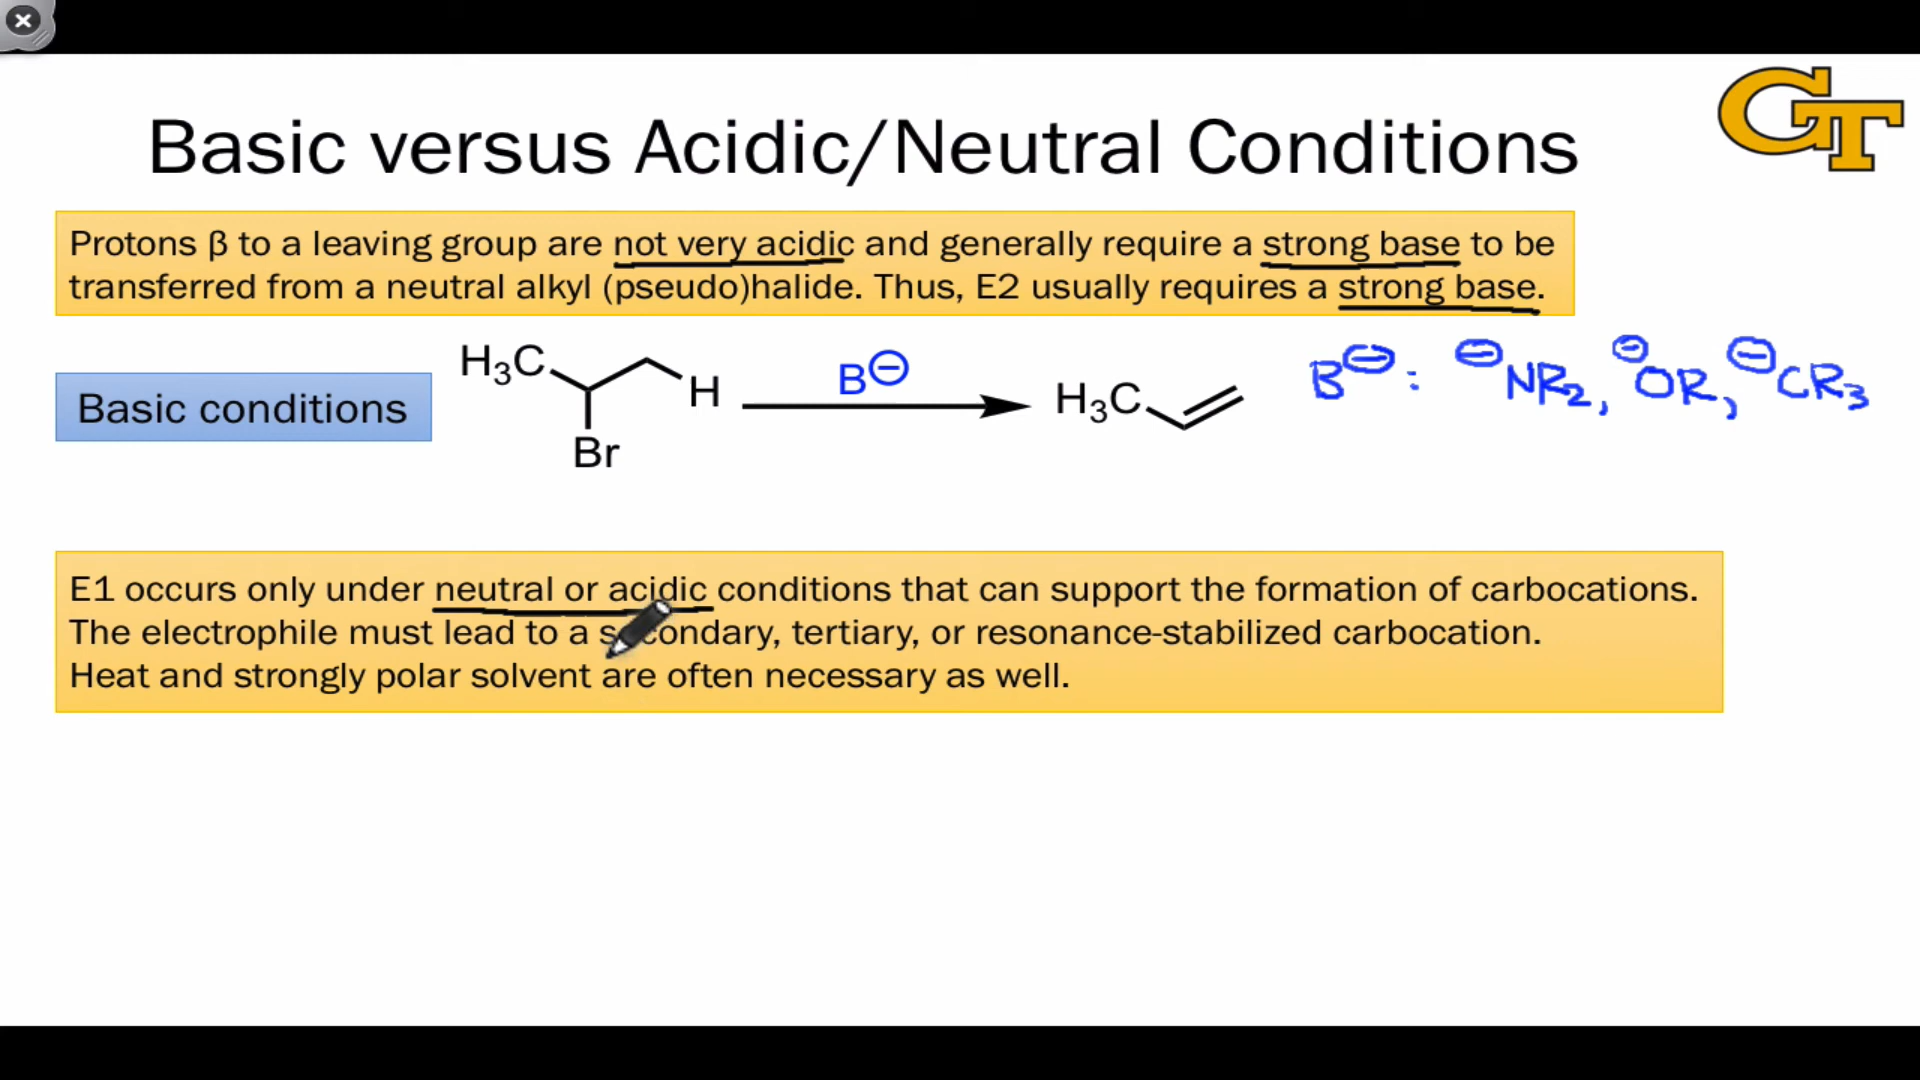 GT
Basic versus Acidic/Neutral Conditions
Protons β to a leaving group are not very acidic and generally require a strong base to be
transferred from a neutral alkyl (pseudo)halide. Thus, E2 usually requires a strong base.
Basic conditions
H₃C
H
Br
B⊖
H₃C
B⊖ : ⊖NR₂, ⊖OR, ⊖CR₃
E1 occurs only under neutral or acidic conditions that can support the formation of carbocations.
The electrophile must lead to a secondary, tertiary, or resonance-stabilized carbocation.
Heat and strongly polar solvent are often necessary as well.